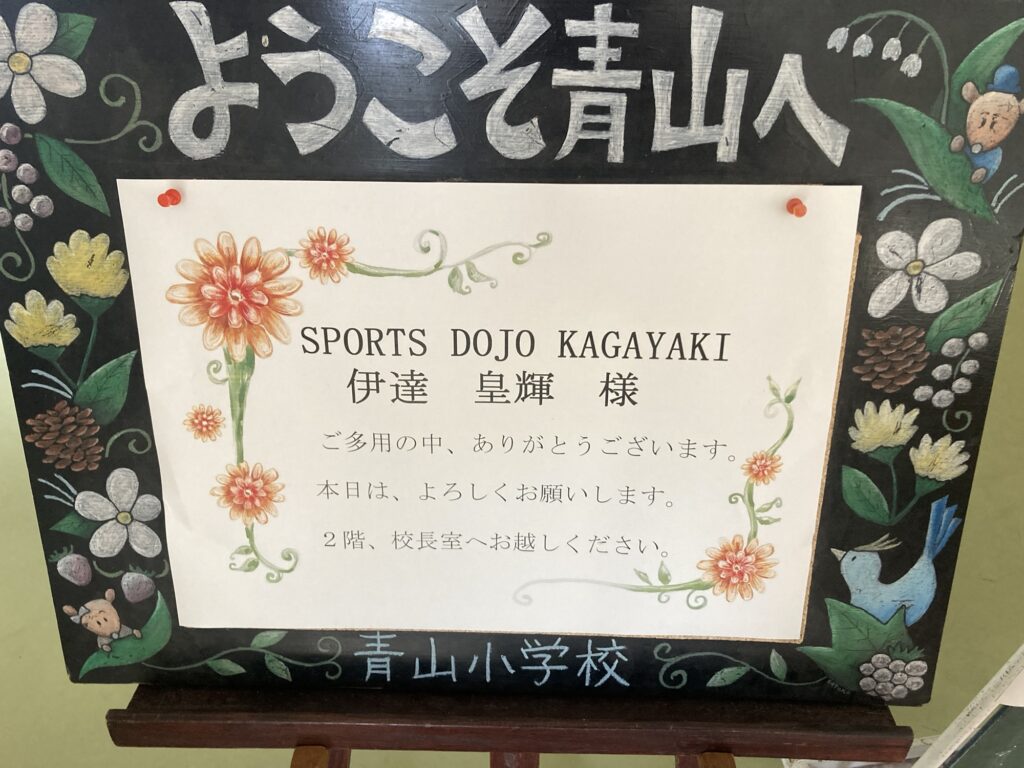 ようこそ青山へ
SPORTS DOJO KAGAYAKI
伊達　皇輝　様
ご多用の中、ありがとうございます。
本日は、よろしくお願いします。
２階、校長室へお越しください。
青山小学校